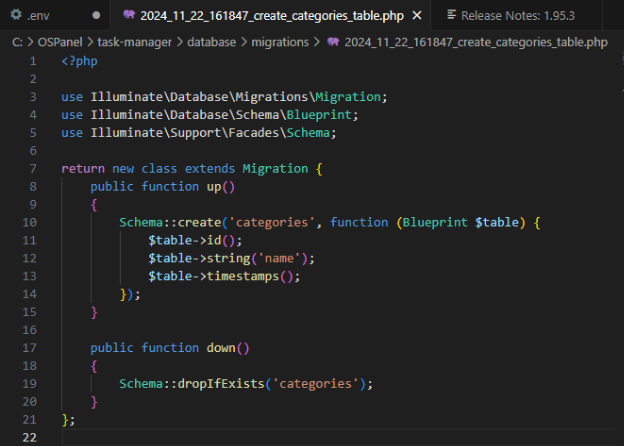 .env 2024_11_22_161847_create_categories_table.php Release Notes: 1.95.3
C: > OSPanel > task-manager > database > migrations > 2024_11_22_161847_create_categories_table.php
1 <?php
2
3 use Illuminate\Database\Migrations\Migration;
4 use Illuminate\Database\Schema\Blueprint;
5 use Illuminate\Support\Facades\Schema;
6
7 return new class extends Migration {
8     public function up()
9     {
10         Schema::create('categories', function (Blueprint $table) {
11             $table->id();
12             $table->string('name');
13             $table->timestamps();
14         });
15     }
16
17     public function down()
18     {
19         Schema::dropIfExists('categories');
20     }
21 };
22